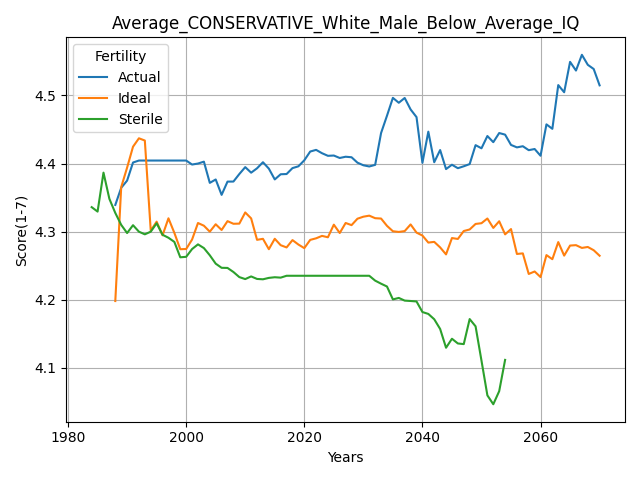 Average_CONSERVATIVE_White_Male_Below_Average_IQ
Fertility
Actual
Ideal
Sterile
Score(1-7)
4.5
4.4
4.3
4.2
4.1
1980 2000 2020 2040 2060
Years